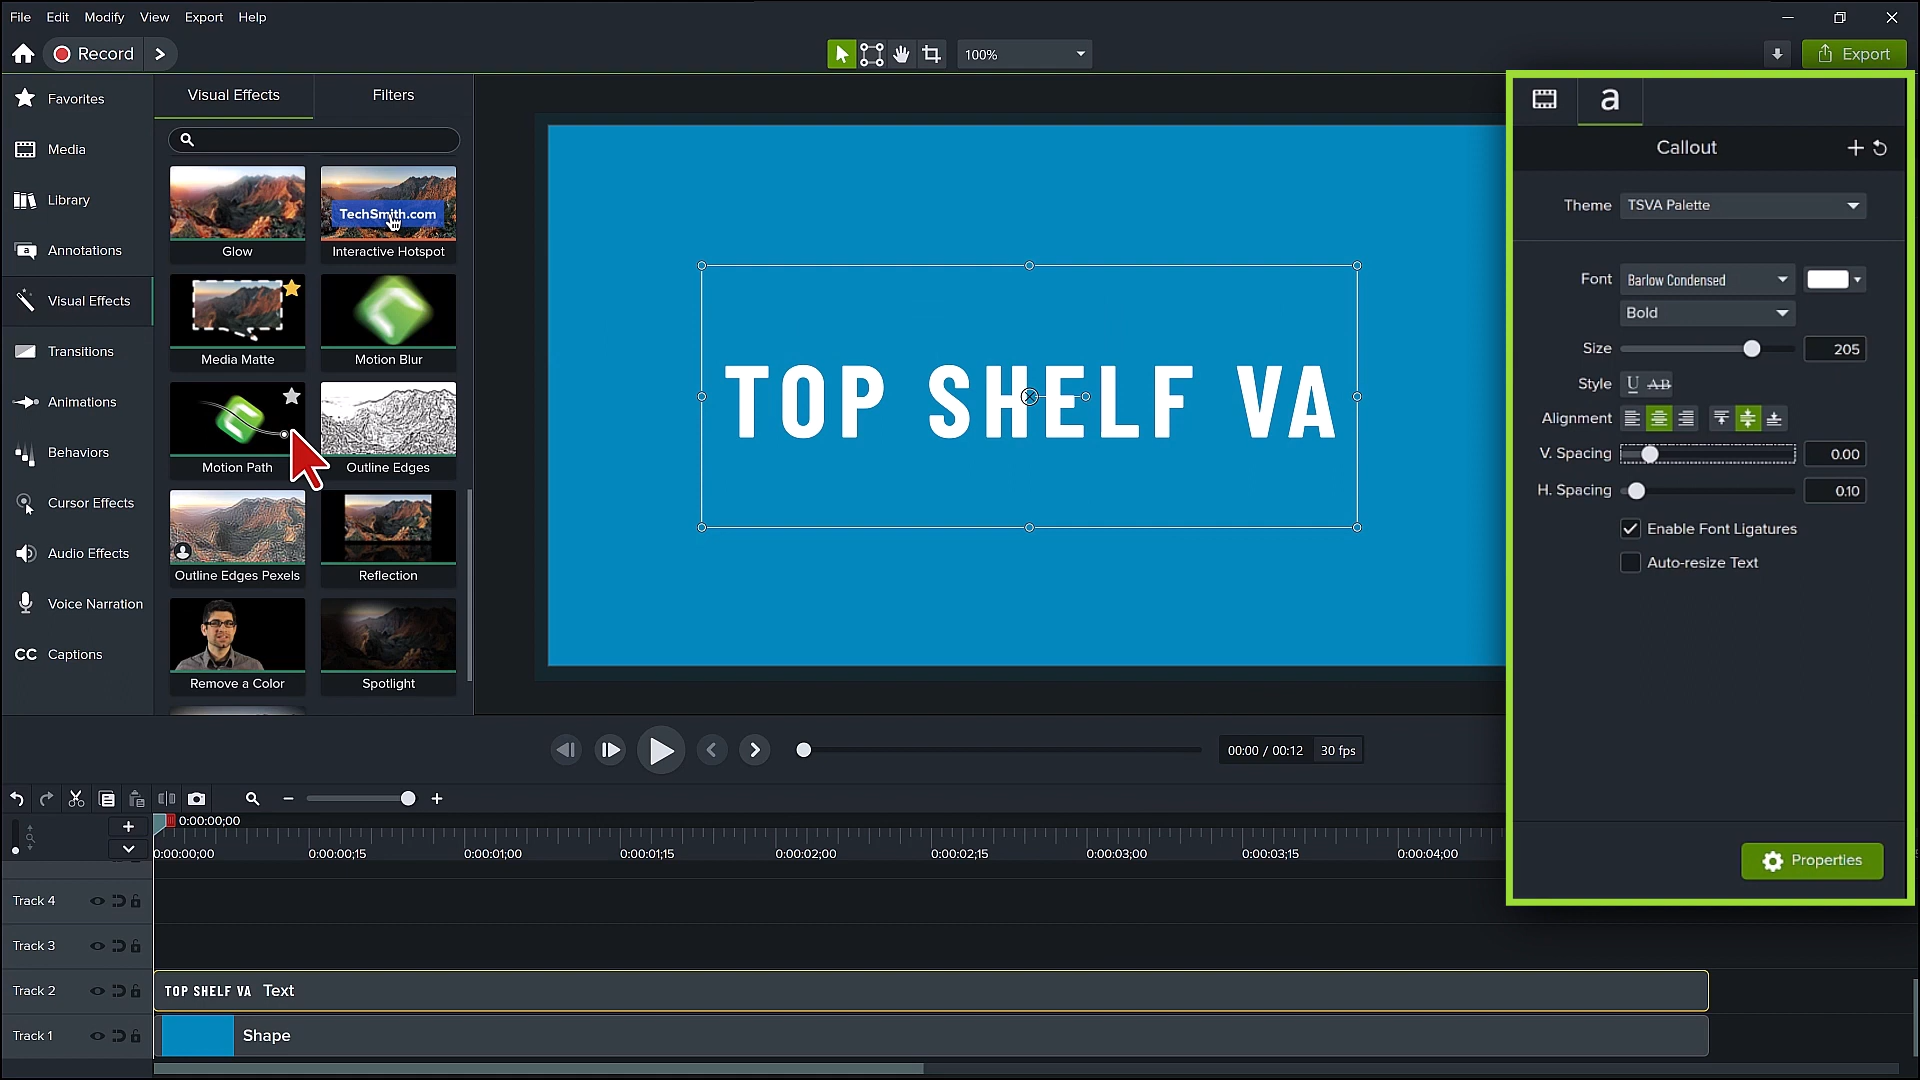 File Edit Modify View Export Help
Record
100%
Export
Favorites
Media
Library
Annotations
Visual Effects
Transitions
Animations
Behaviors
Cursor Effects
Audio Effects
Voice Narration
CC Captions
Visual Effects Filters
TechSmith.com
Glow Interactive Hotspot
Media Matte Motion Blur
Motion Path Outline Edges
Outline Edges Pexels Reflection
Remove a Color Spotlight
TOP SHELF VA
a
Callout
Theme TSVA Palette
Font Barlow Condensed
Bold
Size 205
Style U AB
Alignment
V. Spacing 0.00
H. Spacing 0.10
Enable Font Ligatures
Auto-resize Text
Properties
00:00 / 00:12 30 fps
0:00:00;00
0:00:00;00 0:00:00;15 0:00:01;00 0:00:01;15 0:00:02;00 0:00:02;15 0:00:03;00 0:00:03;15 0:00:04;00
Track 4
Track 3
Track 2 TOP SHELF VA Text
Track 1 Shape